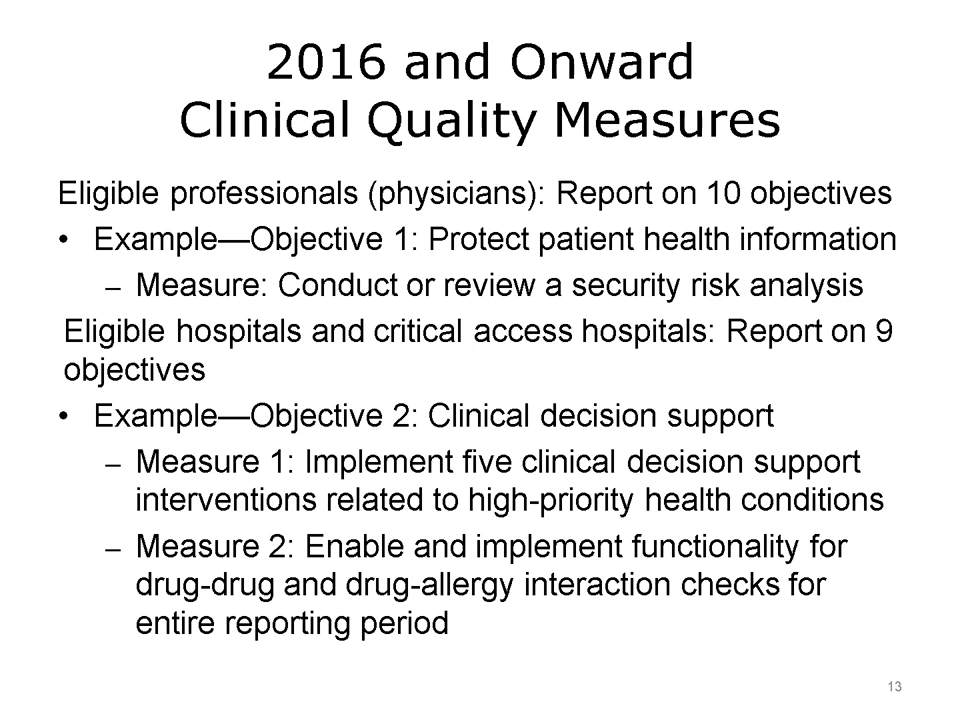 2016 and Onward
Clinical Quality Measures
Eligible professionals (physicians): Report on 10 objectives
• Example—Objective 1: Protect patient health information
– Measure: Conduct or review a security risk analysis
Eligible hospitals and critical access hospitals: Report on 9
objectives
• Example—Objective 2: Clinical decision support
– Measure 1: Implement five clinical decision support
interventions related to high-priority health conditions
– Measure 2: Enable and implement functionality for
drug-drug and drug-allergy interaction checks for
entire reporting period
13